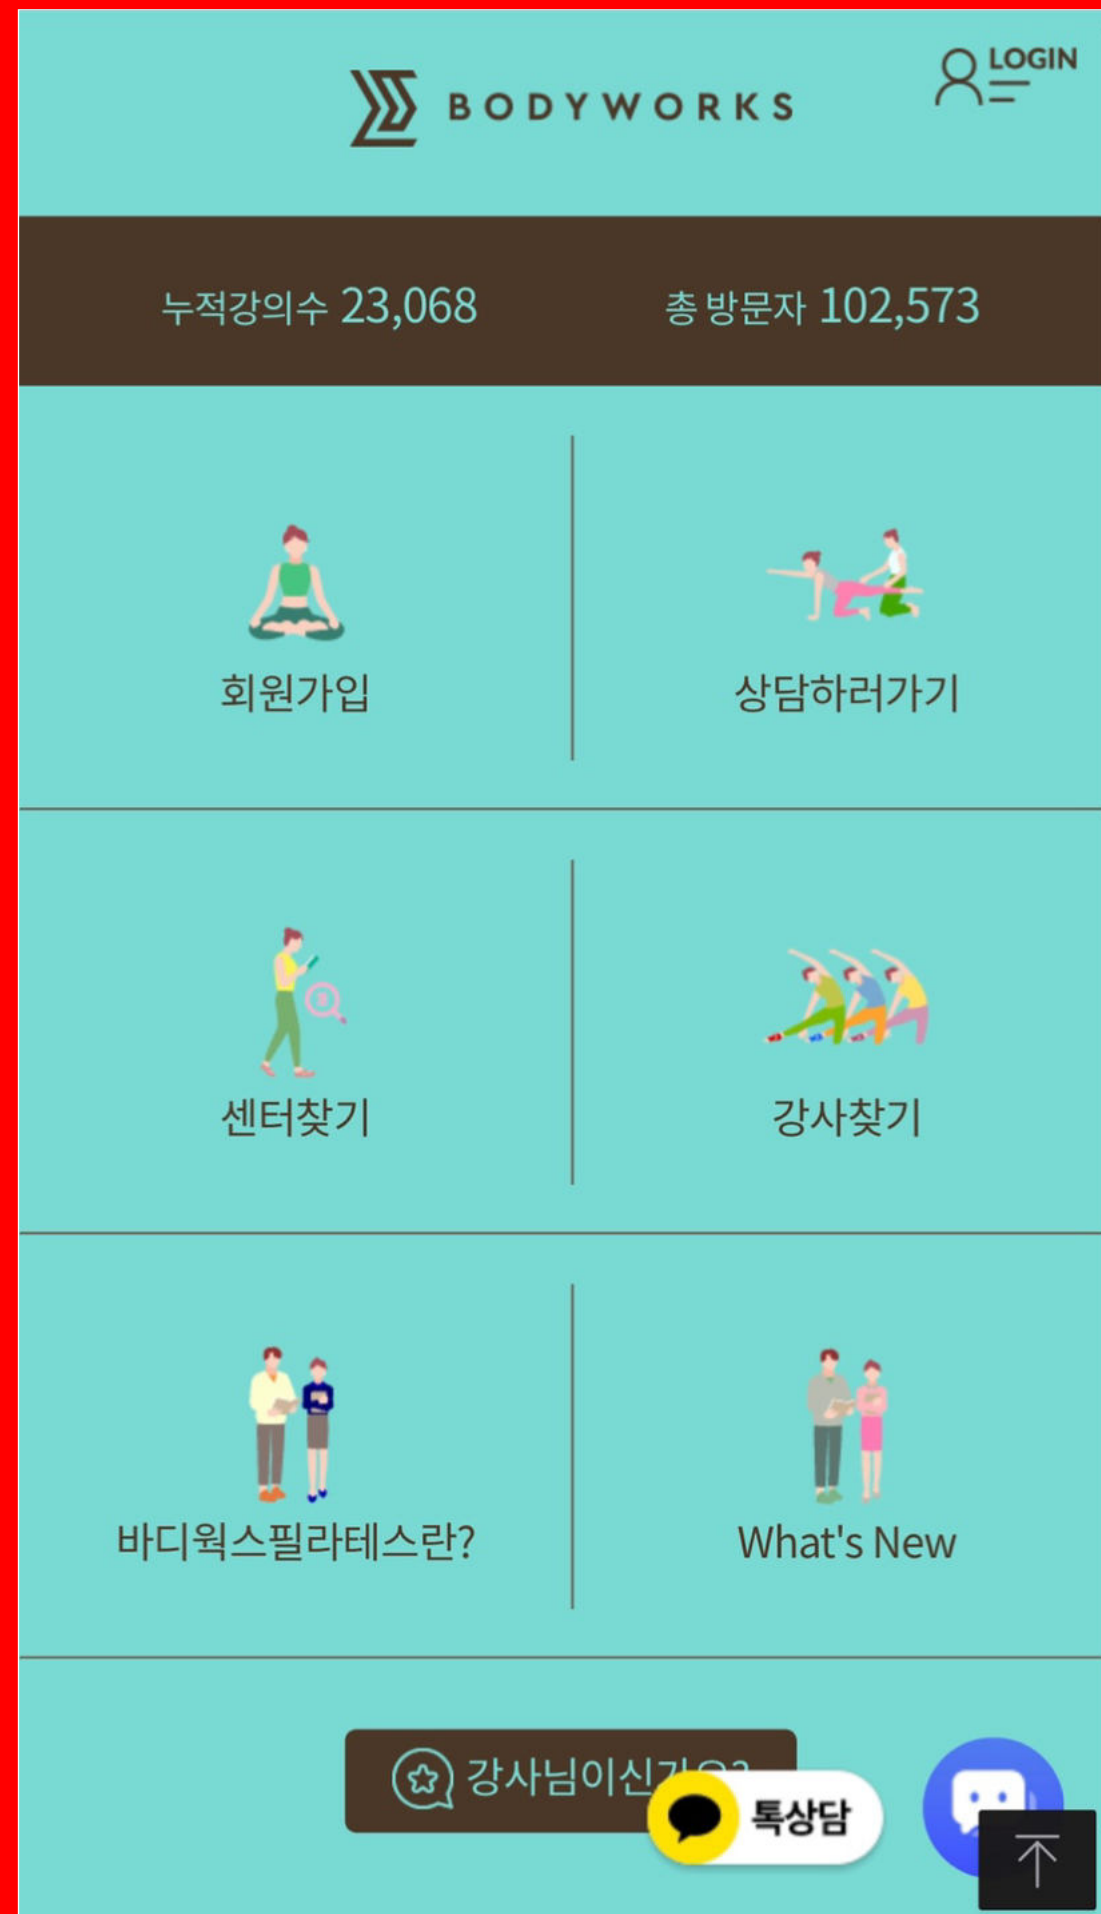 BODYWORKS
LOGIN
누적강의수 23,068
총 방문자 102,573
회원가입
상담하러가기
센터찾기
강사찾기
바디웍스필라테스란?
What's New
강사님이신가요?
톡상담